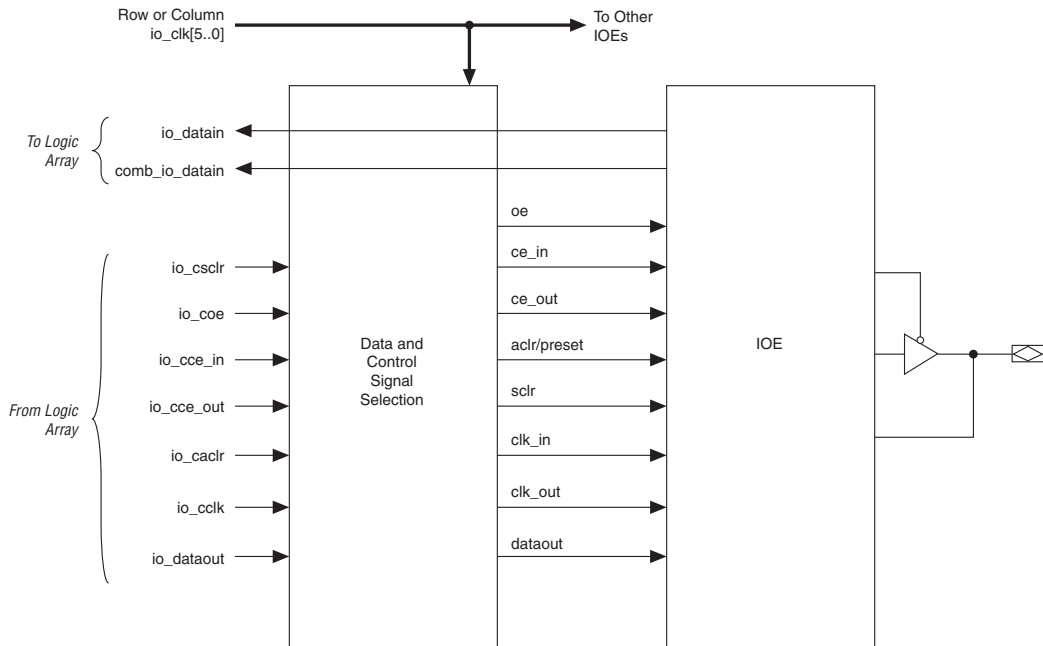 Row or Column
io_clk[5..0]
To Other
IOEs
To Logic
Array
io_datain
comb_io_datain
oe
ce_in
ce_out
aclr/preset
sclr
clk_in
clk_out
dataout
From Logic
Array
io_csclr
io_coe
io_cce_in
io_cce_out
io_caclr
io_cclk
io_dataout
Data and
Control
Signal
Selection
IOE